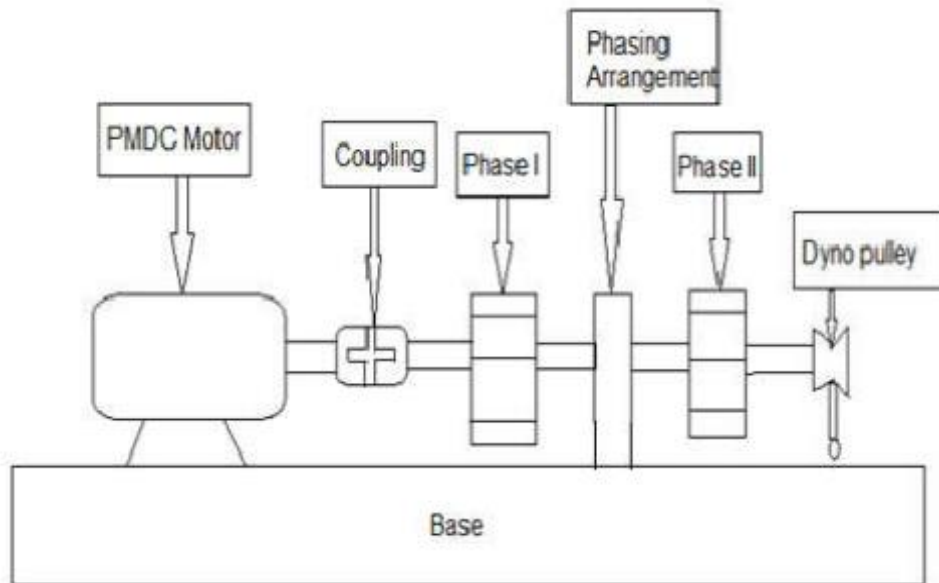 Phasing
Arrangement
PMDC Motor
Coupling
Phase I
Phase II
Dyno pulley
Base